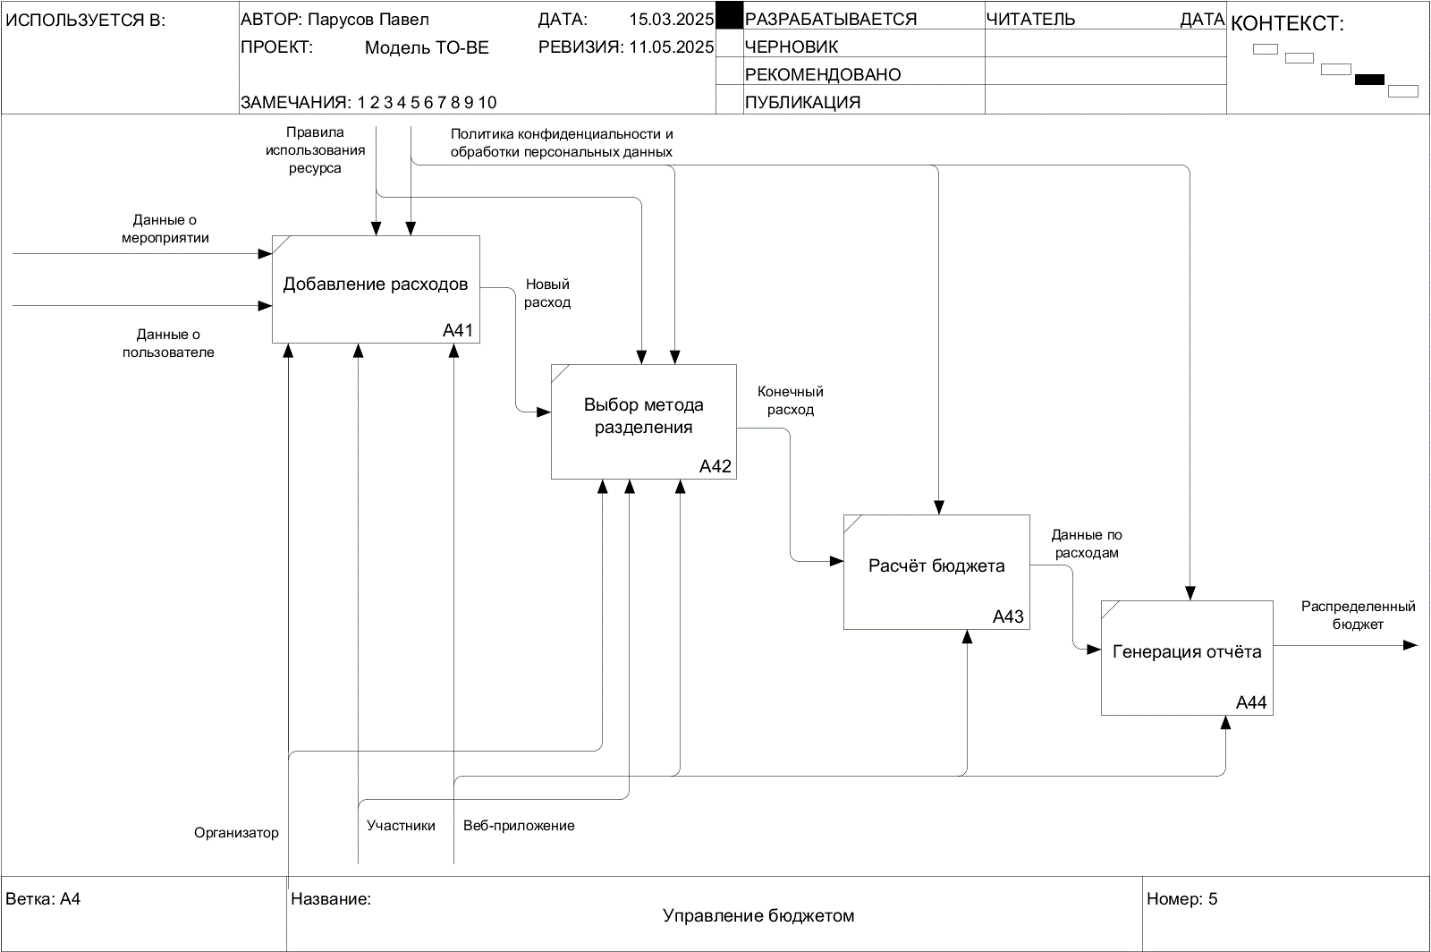 ИСПОЛЬЗУЕТСЯ В:
АВТОР: Парусов Павел
ДАТА: 15.03.2025
ПРОЕКТ: Модель TO-BE
РЕВИЗИЯ: 11.05.2025
ЗАМЕЧАНИЯ: 1 2 3 4 5 6 7 8 9 10
РАЗРАБАТЫВАЕТСЯ
ЧЕРНОВИК
РЕКОМЕНДОВАНО
ПУБЛИКАЦИЯ
ЧИТАТЕЛЬ
ДАТА
КОНТЕКСТ:
Правила
использования
ресурса
Политика конфиденциальности и
обработки персональных данных
Данные о
мероприятии
Данные о
пользователе
Добавление расходов
A41
Новый
расход
Выбор метода
разделения
A42
Конечный
расход
Расчёт бюджета
A43
Данные по
расходам
Генерация отчёта
A44
Распределенный
бюджет
Организатор
Участники
Веб-приложение
Ветка: A4
Название:
Управление бюджетом
Номер: 5